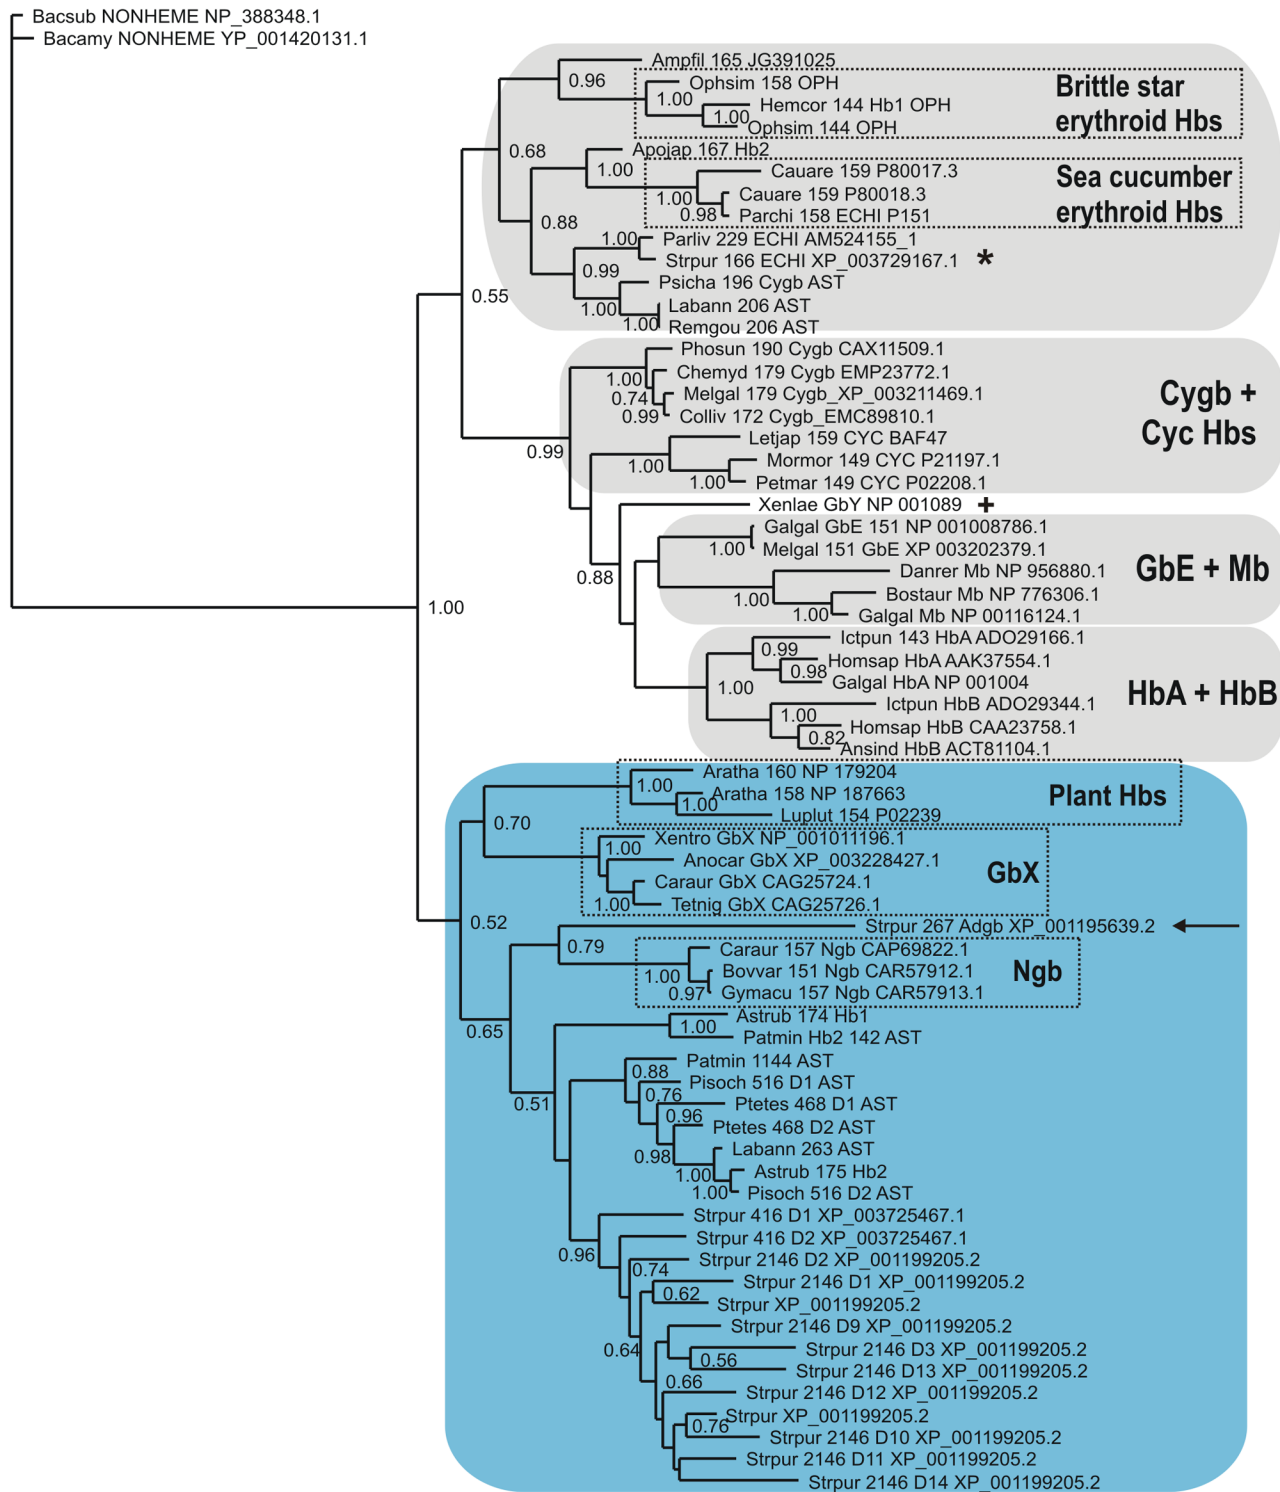 Bacsub NONHEME NP_388348.1
Bacamy NONHEME YP_001420131.1
Ampfil 165 JG391025
0.96
Ophsim 158 OPH
Brittle star
1.00
Hemcor 144 Hb1 OPH
1.00
erythroid Hbs
Ophsim 144 OPH
0.68
Apojap 167 Hb2
1.00
Cauare 159 P80017.3
Sea cucumber
1.00
Cauare 159 P80018.3
0.98
Parchi 158 ECHI P151
erythroid Hbs
0.88
1.00
Parliv 229 ECHI AM524155_1
Strpur 166 ECHI XP_003729167.1 *
0.99
Psicha 196 Cygb AST
0.55
1.00
Labann 206 AST
1.00
Remgou 206 AST
Phosun 190 Cygb CAX11509.1
1.00
Chemyd 179 Cygb EMP23772.1
0.74
Melgal 179 Cygb_XP_003211469.1
Cygb +
0.99
Colliv 172 Cygb_EMC89810.1
Cyc Hbs
0.99
Letjap 159 CYC BAF47
1.00
Mormor 149 CYC P21197.1
1.00
Petmar 149 CYC P02208.1
Xenlae GbY NP 001089 +
Galgal GbE 151 NP 001008786.1
1.00
Melgal 151 GbE XP 003202379.1
0.88
Danrer Mb NP 956880.1
GbE + Mb
1.00
Bostaur Mb NP 776306.1
1.00
Galgal Mb NP 00116124.1
1.00
Ictpun 143 HbA ADO29166.1
0.99
Homsap HbA AAK37554.1
0.98
Galgal HbA NP 001004
1.00
HbA + HbB
Ictpun HbB ADO29344.1
1.00
Homsap HbB CAA23758.1
0.82
Ansind HbB ACT81104.1
Aratha 160 NP 179204
1.00
Aratha 158 NP 187663
Plant Hbs
1.00
Luplut 154 P02239
0.70
Xentro GbX NP_001011196.1
1.00
Anocar GbX XP_003228427.1
GbX
Caraur GbX CAG25724.1
1.00
Tetnig GbX CAG25726.1
0.52
Strpur 267 Adgb XP_001195639.2
0.79
Caraur 157 Ngb CAP69822.1
1.00
Bovvar 151 Ngb CAR57912.1
Ngb
0.97
Gymacu 157 Ngb CAR57913.1
0.65
Astrub 174 Hb1
1.00
Patmin Hb2 142 AST
Patmin 1144 AST
0.88
Pisoch 516 D1 AST
0.76
0.51
Ptetes 468 D1 AST
0.96
Ptetes 468 D2 AST
0.98
Labann 263 AST
1.00
Astrub 175 Hb2
1.00
Pisoch 516 D2 AST
Strpur 416 D1 XP_003725467.1
0.96
Strpur 416 D2 XP_003725467.1
Strpur 2146 D2 XP_001199205.2
0.74
Strpur 2146 D1 XP_001199205.2
0.62
Strpur XP_001199205.2
Strpur 2146 D9 XP_001199205.2
0.64
Strpur 2146 D3 XP_001199205.2
0.56
Strpur 2146 D13 XP_001199205.2
0.66
Strpur 2146 D12 XP_001199205.2
Strpur XP_001199205.2
0.76
Strpur 2146 D10 XP_001199205.2
Strpur 2146 D11 XP_001199205.2
Strpur 2146 D14 XP_001199205.2